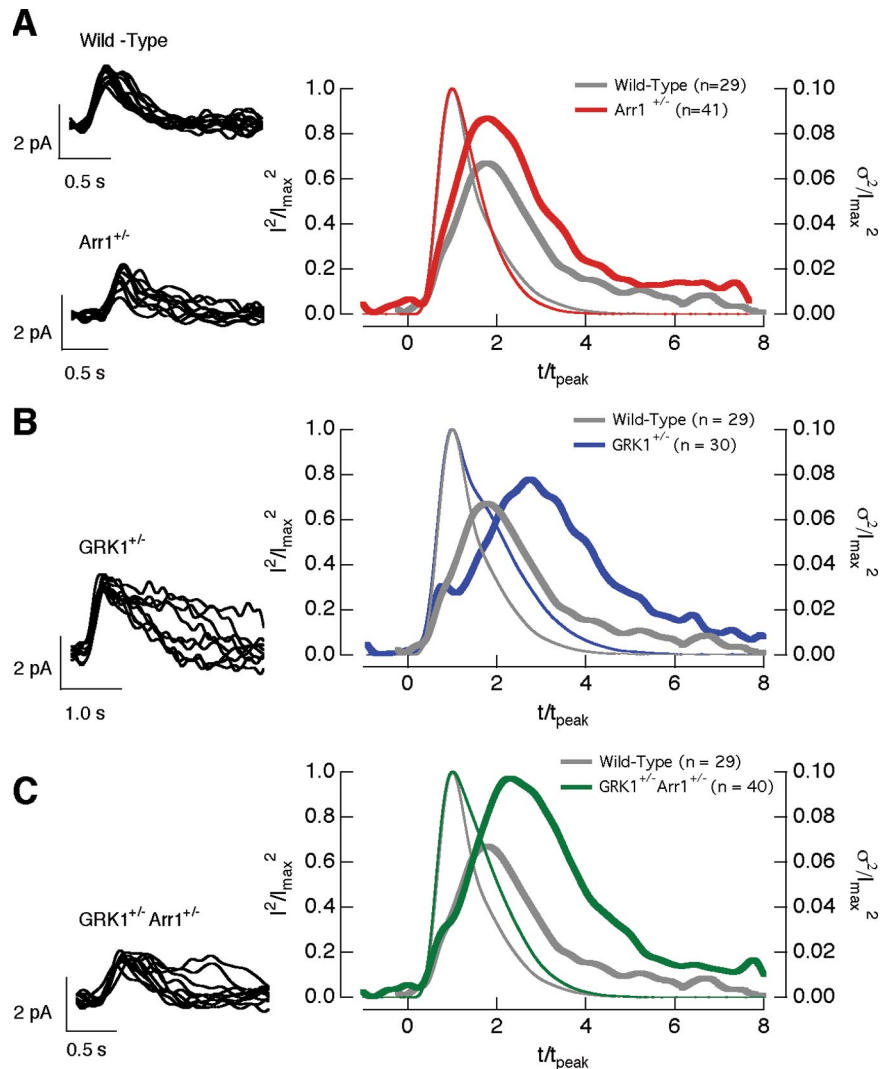 A
Wild -Type
2 pA
0.5 s
Arr1+/-
2 pA
0.5 s
Wild-Type (n=29)
Arr1 +/- (n=41)
1.0
0.8
0.6
0.4
0.2
0.0
I2/Imax2
0.10
0.08
0.06
0.04
0.02
0.00
σ2/Imax2
0 2 4 6 8
t/tpeak
B
GRK1+/-
2 pA
1.0 s
Wild-Type (n = 29)
GRK1+/- (n = 30)
1.0
0.8
0.6
0.4
0.2
0.0
I2/Imax2
0.10
0.08
0.06
0.04
0.02
0.00
σ2/Imax2
0 2 4 6 8
t/tpeak
C
GRK1+/- Arr1+/-
2 pA
0.5 s
Wild-Type (n = 29)
GRK1+/-Arr1+/- (n = 40)
1.0
0.8
0.6
0.4
0.2
0.0
I2/Imax2
0.10
0.08
0.06
0.04
0.02
0.00
σ2/Imax2
0 2 4 6 8
t/tpeak